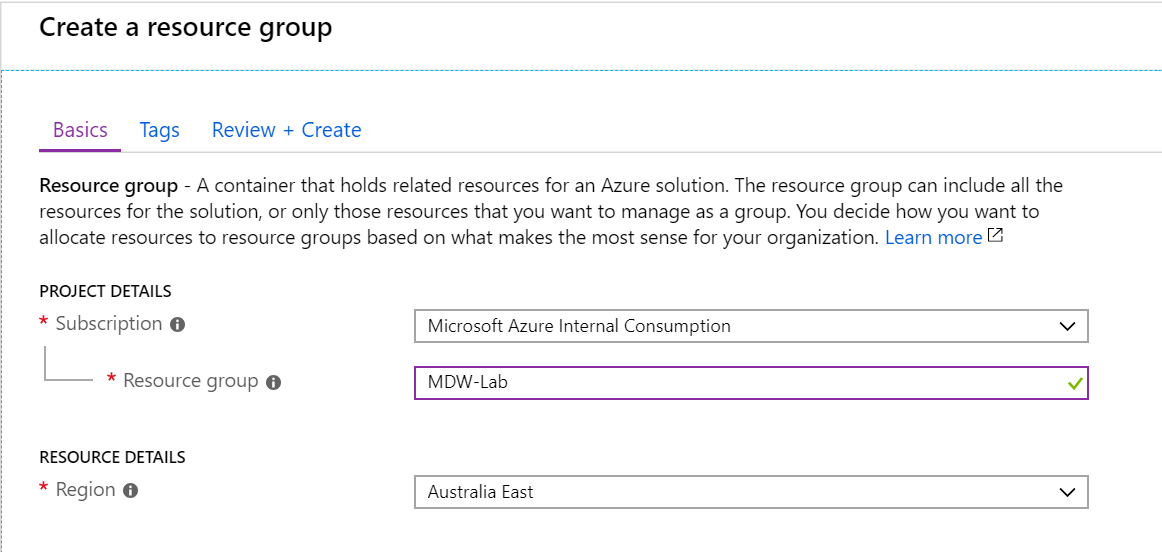 Create a resource group
Basics Tags Review + Create
Resource group - A container that holds related resources for an Azure solution. The resource group can include all the
resources for the solution, or only those resources that you want to manage as a group. You decide how you want to
allocate resources to resource groups based on what makes the most sense for your organization. Learn more
PROJECT DETAILS
* Subscription Microsoft Azure Internal Consumption
* Resource group MDW-Lab
RESOURCE DETAILS
* Region Australia East